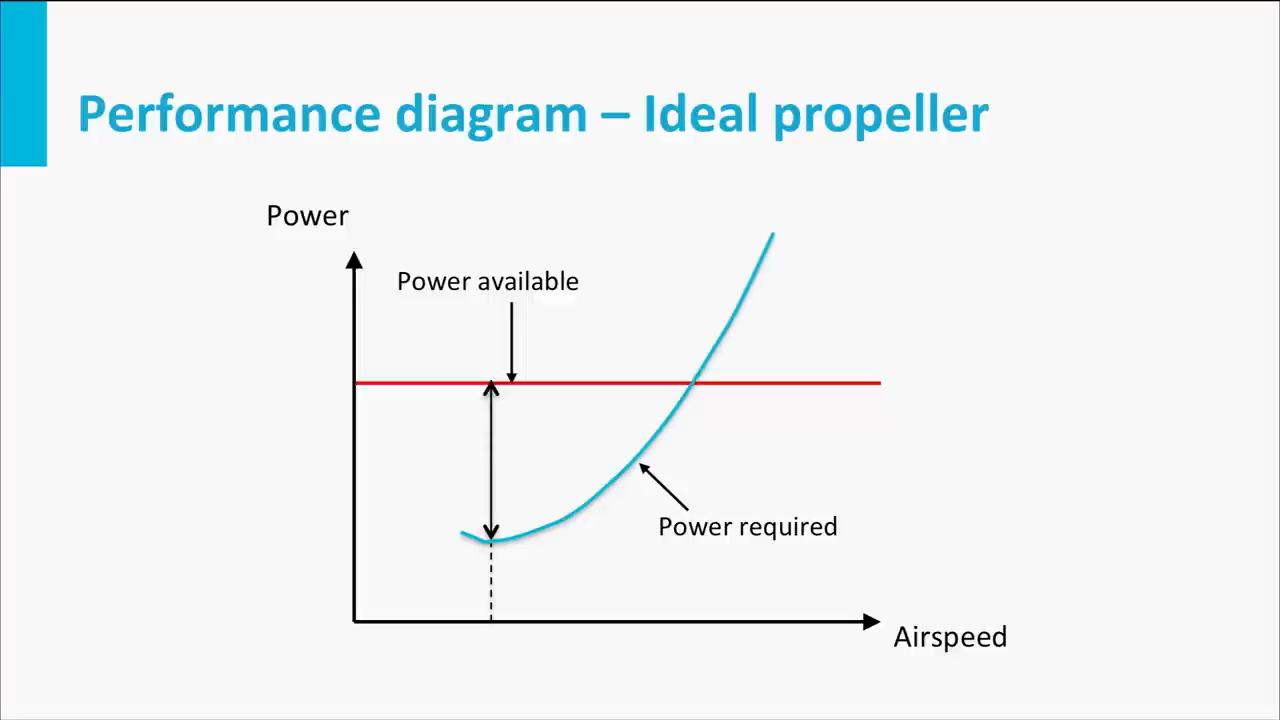 Performance diagram – Ideal propeller
Power
Power available
Power required
Airspeed